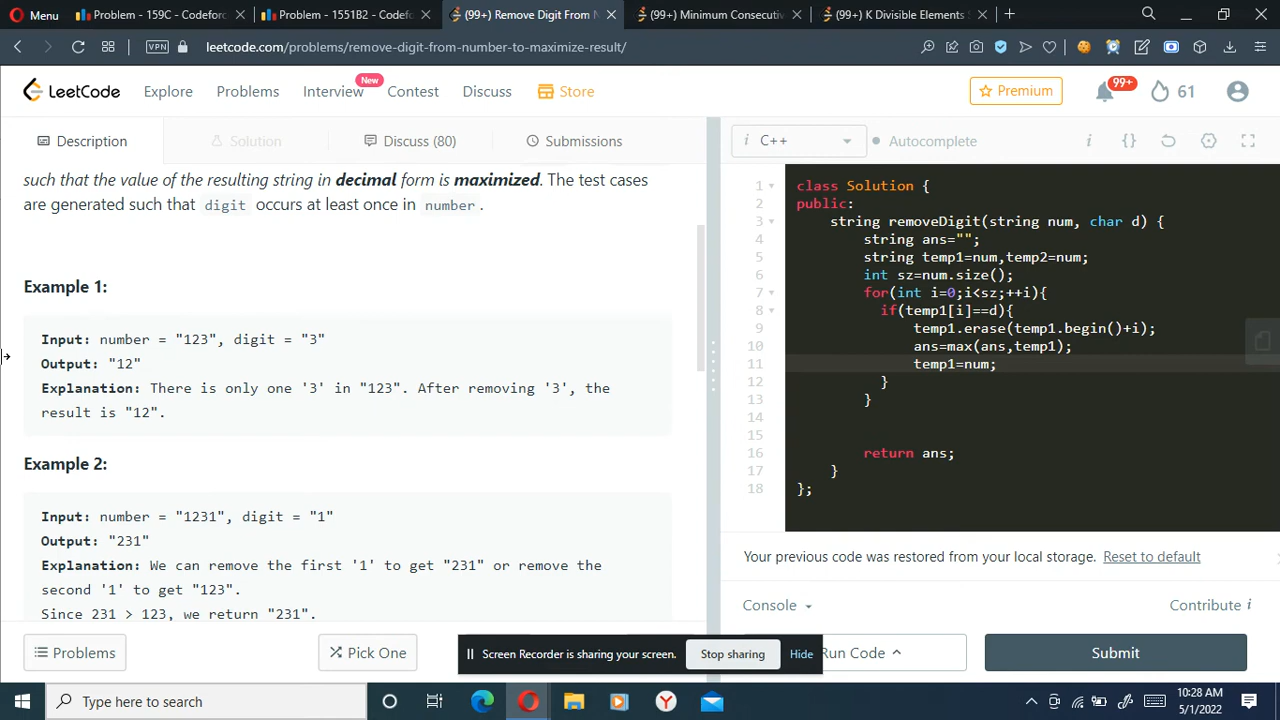 Menu
Problem - 159C - Codeforc
Problem - 1551B2 - Codef
(99+) Remove Digit From N
(99+) Minimum Consecutiv
(99+) K Divisible Elements S
VPN
leetcode.com/problems/remove-digit-from-number-to-maximize-result/
LeetCode
Explore
Problems
Interview
New
Contest
Discuss
Store
Premium
99+
61
Description
Solution
Discuss (80)
Submissions
i C++
Autocomplete
such that the value of the resulting string in decimal form is maximized. The test cases
are generated such that digit occurs at least once in number.
Example 1:
Input: number = "123", digit = "3"
Output: "12"
Explanation: There is only one '3' in "123". After removing '3', the
result is "12".
Example 2:
Input: number = "1231", digit = "1"
Output: "231"
Explanation: We can remove the first '1' to get "231" or remove the
second '1' to get "123".
Since 231 > 123, we return "231".
1 class Solution {
2 public:
3 string removeDigit(string num, char d) {
4 string ans="";
5 string temp1=num,temp2=num;
6 int sz=num.size();
7 for(int i=0;i<sz;++i){
8 if(temp1[i]==d){
9 temp1.erase(temp1.begin()+i);
10 ans=max(ans,temp1);
11 temp1=num;
12 }
13 }
14
15
16 return ans;
17 }
18 };
Your previous code was restored from your local storage. Reset to default
Console
Contribute i
Problems
Pick One
Screen Recorder is sharing your screen.
Stop sharing
Hide
Run Code
Submit
Type here to search
10:28 AM
5/1/2022